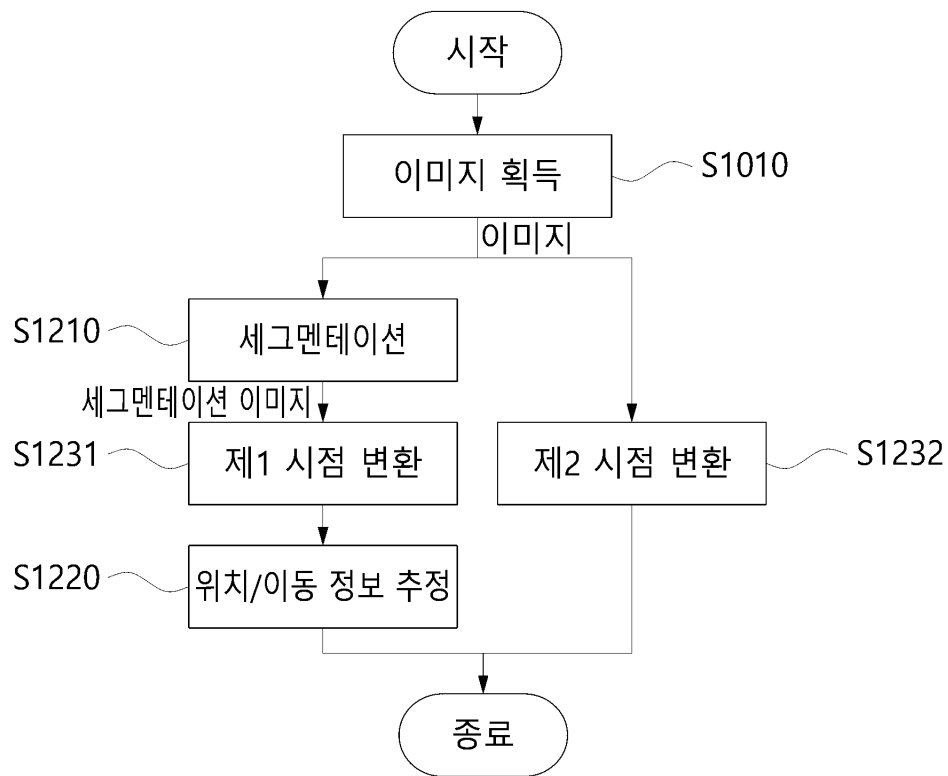 시작
이미지 획득
S1010
이미지
S1210
세그멘테이션
세그멘테이션 이미지
S1231
제1 시점 변환
제2 시점 변환
S1232
S1220
위치/이동 정보 추정
종료